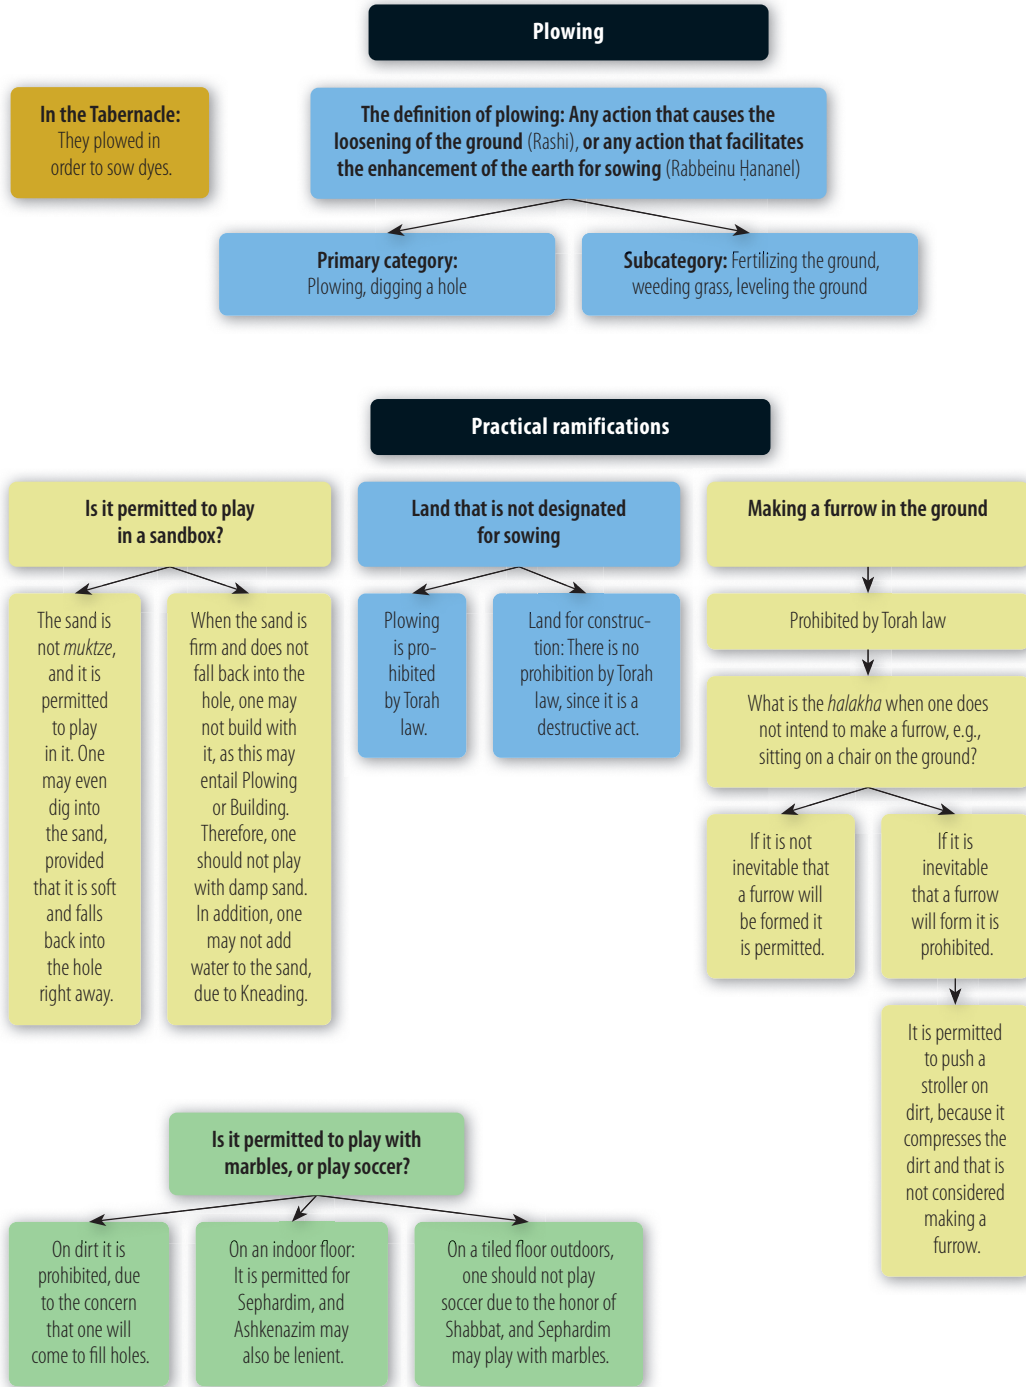 Plowing
In the Tabernacle:
They plowed in
order to sow dyes.
The definition of plowing: Any action that causes the
loosening of the ground (Rashi), or any action that facilitates
the enhancement of the earth for sowing (Rabbeinu Ḥananel)
Primary category:
Plowing, digging a hole
Subcategory: Fertilizing the ground,
weeding grass, leveling the ground
Practical ramifications
Is it permitted to play
in a sandbox?
The sand is
not muktze,
and it is
permitted
to play
in it. One
may even
dig into
the sand,
provided
that it is soft
and falls
back into
the hole
right away.
When the sand is
firm and does not
fall back into the
hole, one may
not build with
it, as this may
entail Plowing
or Building.
Therefore, one
should not play
with damp sand.
In addition, one
may not add
water to the sand,
due to Kneading.
Land that is not designated
for sowing
Plowing
is pro-
hibited
by Torah
law.
Land for construc-
tion: There is no
prohibition by Torah
law, since it is a
destructive act.
Making a furrow in the ground
Prohibited by Torah law
What is the halakha when one does
not intend to make a furrow, e.g.,
sitting on a chair on the ground?
If it is not
inevitable that
a furrow will
be formed it
is permitted.
If it is
inevitable
that a furrow
will form it is
prohibited.
It is permitted
to push a
stroller on
dirt, because it
compresses the
dirt and that is
not considered
making a
furrow.
Is it permitted to play with
marbles, or play soccer?
On dirt it is
prohibited, due
to the concern
that one will
come to fill holes.
On an indoor floor:
It is permitted for
Sephardim, and
Ashkenazim may
also be lenient.
On a tiled floor outdoors,
one should not play
soccer due to the honor of
Shabbat, and Sephardim
may play with marbles.